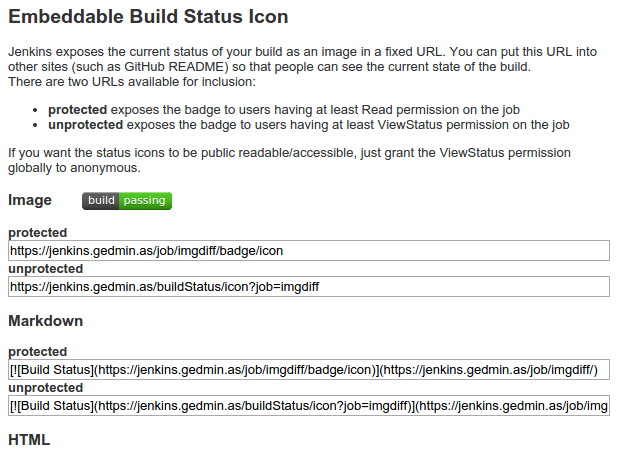 Embeddable Build Status Icon
Jenkins exposes the current status of your build as an image in a fixed URL. You can put this URL into
other sites (such as GitHub README) so that people can see the current state of the build.
There are two URLs available for inclusion:
• protected exposes the badge to users having at least Read permission on the job
• unprotected exposes the badge to users having at least ViewStatus permission on the job
If you want the status icons to be public readable/accessible, just grant the ViewStatus permission
globally to anonymous.
Image build passing
protected
https://jenkins.gedmin.as/job/imgdiff/badge/icon
unprotected
https://jenkins.gedmin.as/buildStatus/icon?job=imgdiff
Markdown
protected
[![Build Status](https://jenkins.gedmin.as/job/imgdiff/badge/icon)](https://jenkins.gedmin.as/job/imgdiff/)
unprotected
[![Build Status](https://jenkins.gedmin.as/buildStatus/icon?job=imgdiff)](https://jenkins.gedmin.as/job/img
HTML